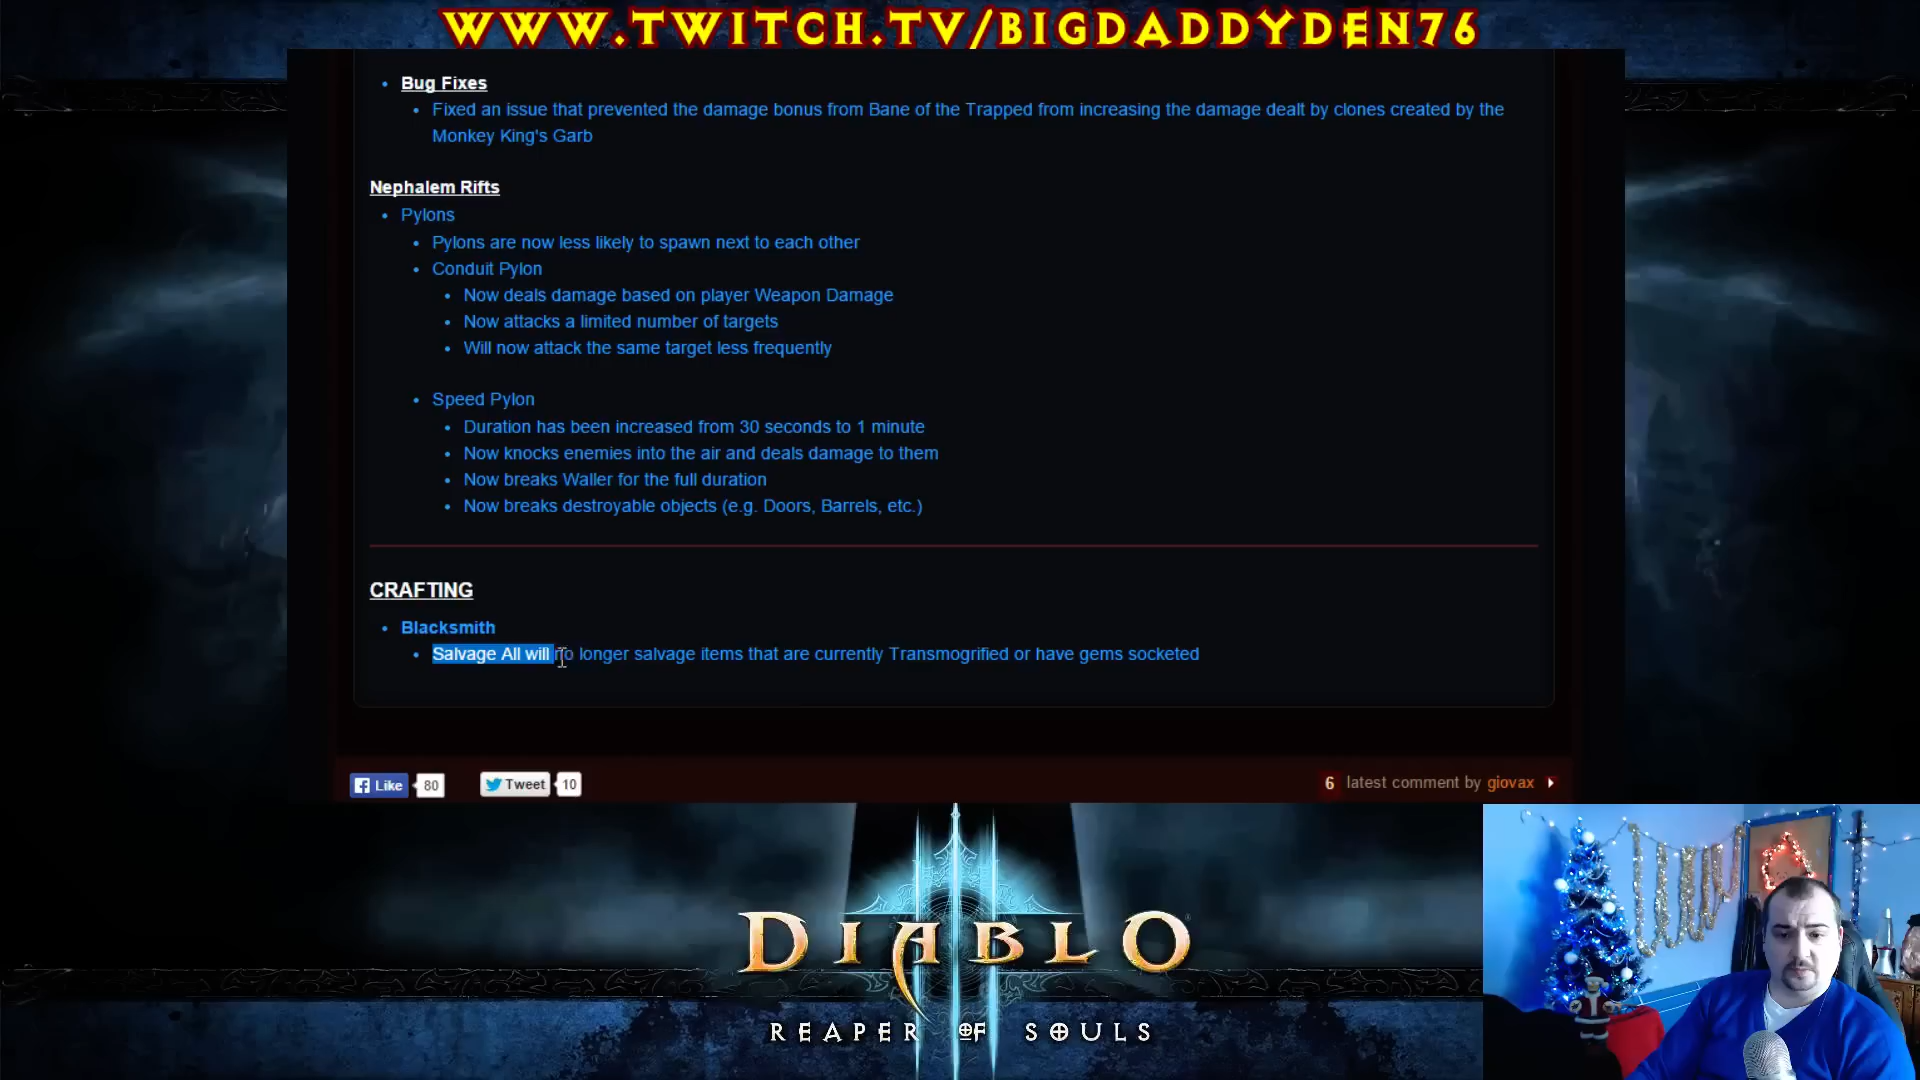 WWW.TWITCH.TV/BIGDADDYDEN76
Bug Fixes
Fixed an issue that prevented the damage bonus from Bane of the Trapped from increasing the damage dealt by clones created by the
Monkey King's Garb
Nephalem Rifts
Pylons
Pylons are now less likely to spawn next to each other
Conduit Pylon
Now deals damage based on player Weapon Damage
Now attacks a limited number of targets
Will now attack the same target less frequently
Speed Pylon
Duration has been increased from 30 seconds to 1 minute
Now knocks enemies into the air and deals damage to them
Now breaks Waller for the full duration
Now breaks destroyable objects (e.g. Doors, Barrels, etc.)
CRAFTING
Blacksmith
Salvage All will no longer salvage items that are currently Transmogrified or have gems socketed
Like 80 Tweet 10 6 latest comment by giovax
DIABLO
REAPER OF SOULS